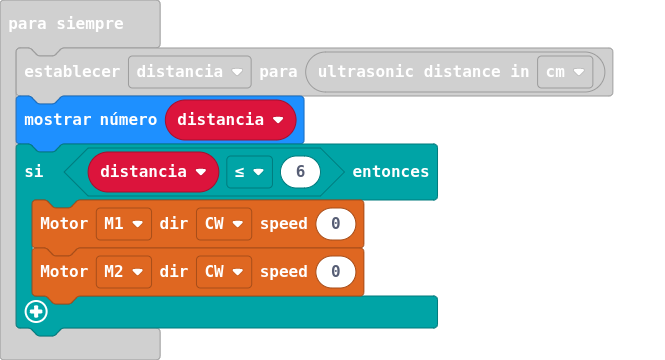 para siempre
establecer distancia para ultrasonic distance in cm
mostrar número distancia
si distancia ≤ 6 entonces
Motor M1 dir CW speed 0
Motor M2 dir CW speed 0